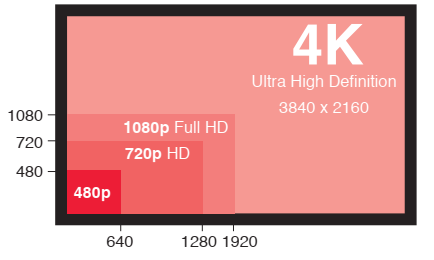 4K
Ultra High Definition
3840 x 2160
1080
1080p Full HD
720
720p HD
480
480p
640
1280 1920